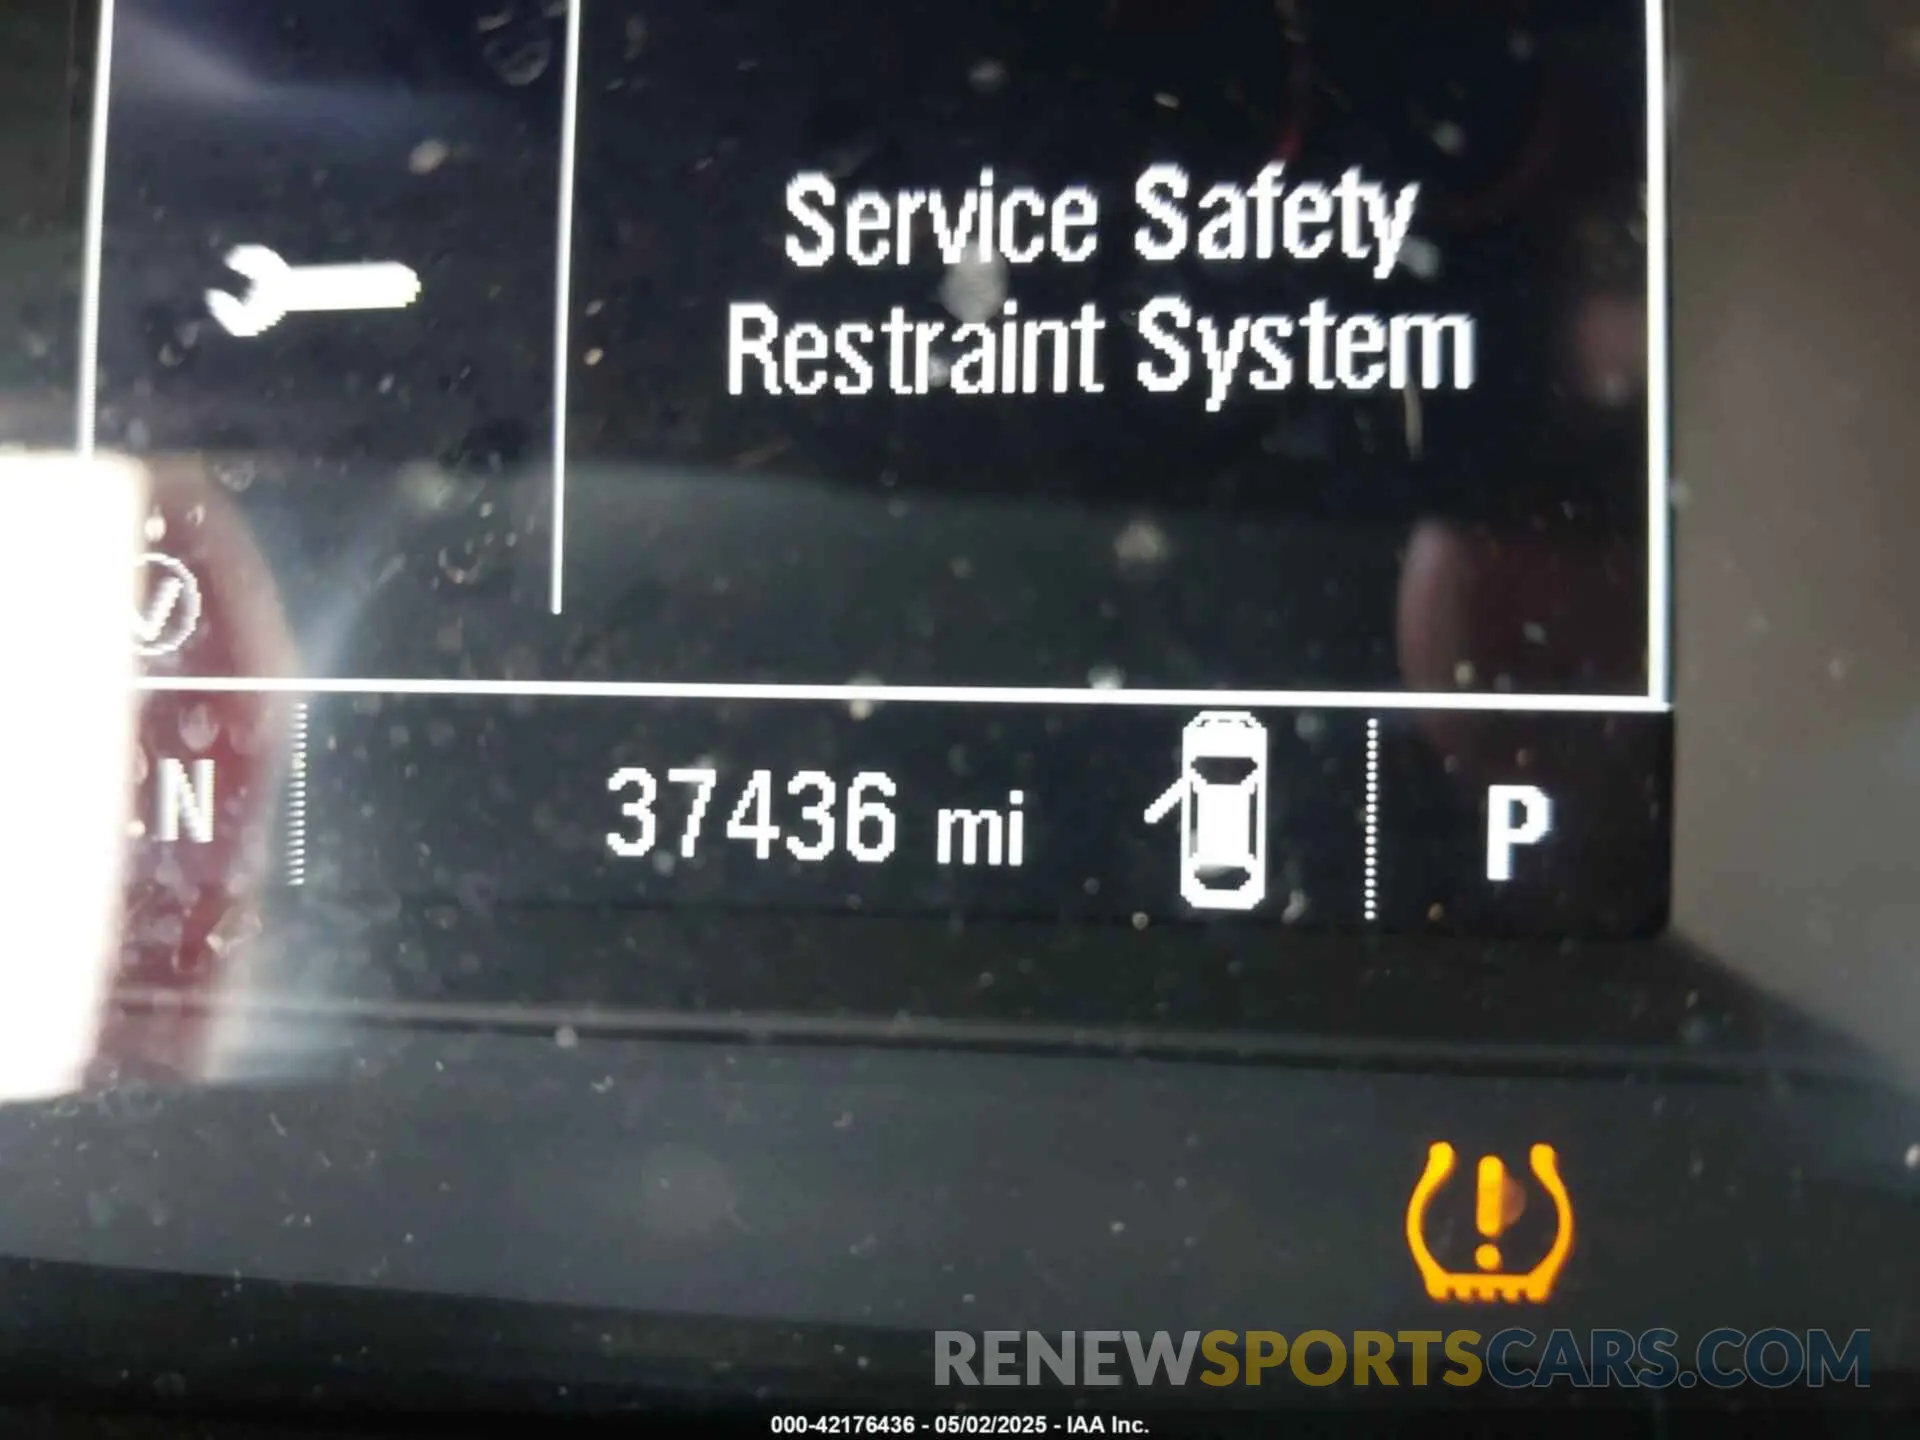 Service Safety
Restraint System
N
37436 mi
P
RENEWSPORTSCARS.COM
000-42176436 - 05/02/2025 - IAA Inc.